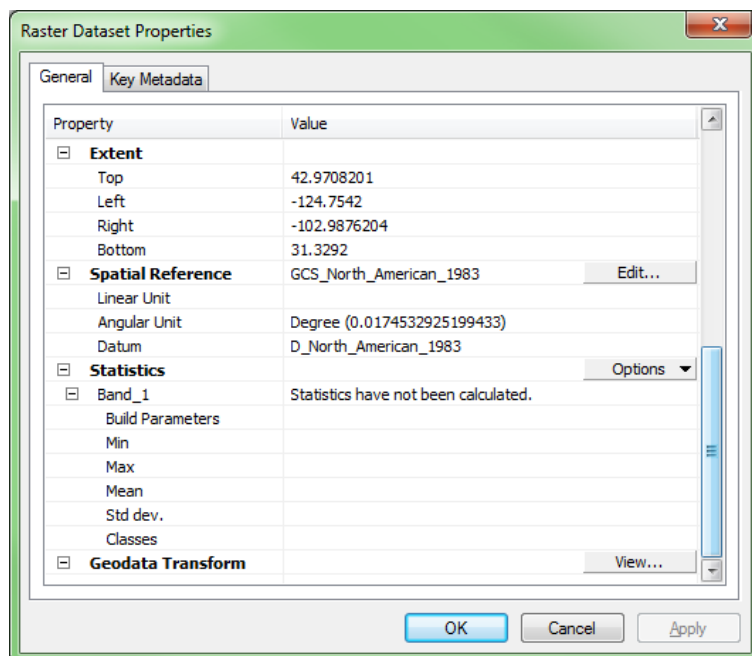 Raster Dataset Properties
General Key Metadata
Property Value
Extent
Top 42.9708201
Left -124.7542
Right -102.9876204
Bottom 31.3292
Spatial Reference GCS_North_American_1983 Edit...
Linear Unit
Angular Unit Degree (0.0174532925199433)
Datum D_North_American_1983
Statistics Options
Band_1 Statistics have not been calculated.
Build Parameters
Min
Max
Mean
Std dev.
Classes
Geodata Transform View...
OK Cancel Apply